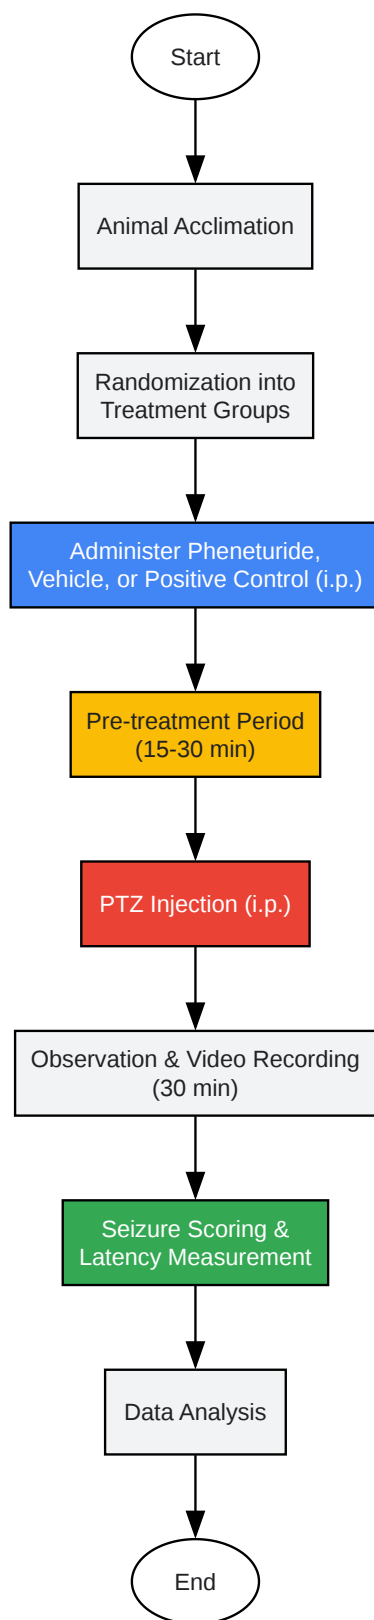 Start
Animal Acclimation
Randomization into
Treatment Groups
Administer Pheneturide,
Vehicle, or Positive Control (i.p.)
Pre-treatment Period
(15-30 min)
PTZ Injection (i.p.)
Observation & Video Recording
(30 min)
Seizure Scoring &
Latency Measurement
Data Analysis
End